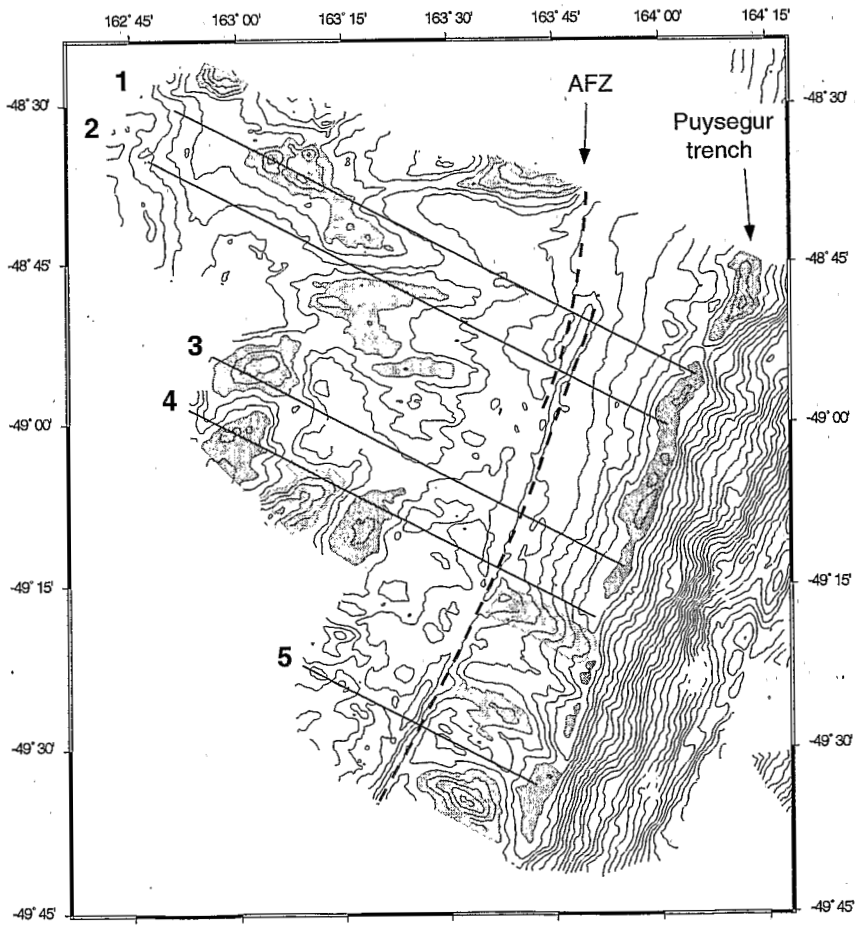 162° 45' 163° 00' 163° 15' 163° 30' 163° 45' 164° 00' 164° 15'
1
AFZ
-48° 30' -48° 30'
2
Puysegur
trench
-48° 45' -48° 45'
3
4
-49° 00' -49° 00'
-49° 15' -49° 15'
5
-49° 30' -49° 30'
-49° 45' -49° 45'